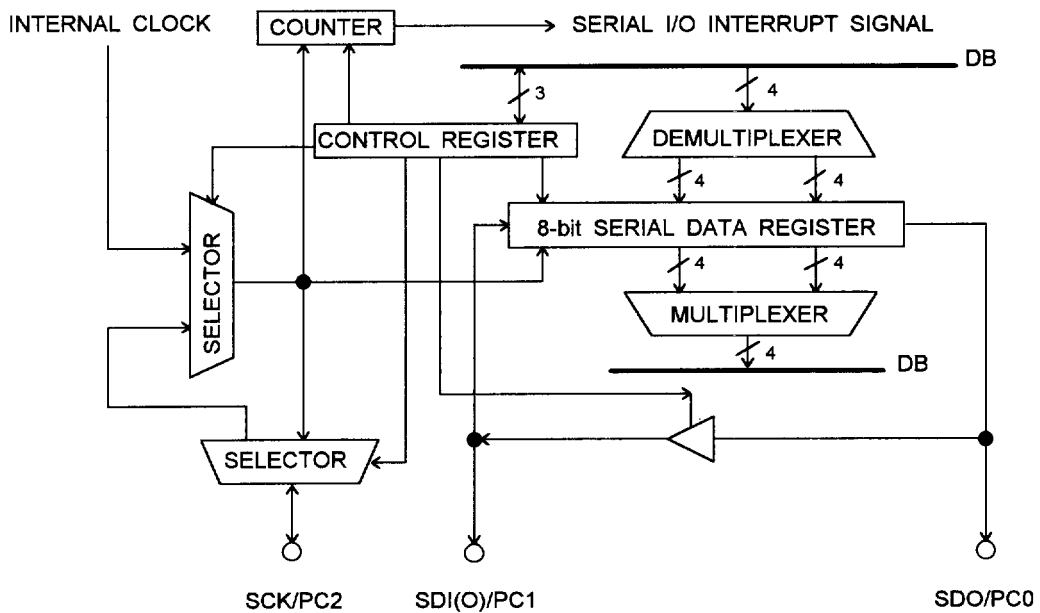 INTERNAL CLOCK
COUNTER
SERIAL I/O INTERRUPT SIGNAL
DB
3
4
CONTROL REGISTER
DEMULTIPLEXER
4
4
SELECTOR
8-bit SERIAL DATA REGISTER
4
4
MULTIPLEXER
4
DB
SELECTOR
SCK/PC2
SDI(O)/PC1
SDO/PC0